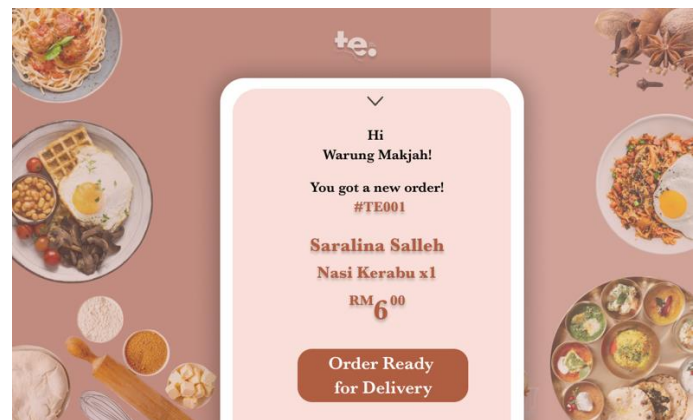 te.
Hi
Warung Makjah!
You got a new order!
#TE001
Saralina Salleh
Nasi Kerabu x1
RM6 00
Order Ready
for Delivery